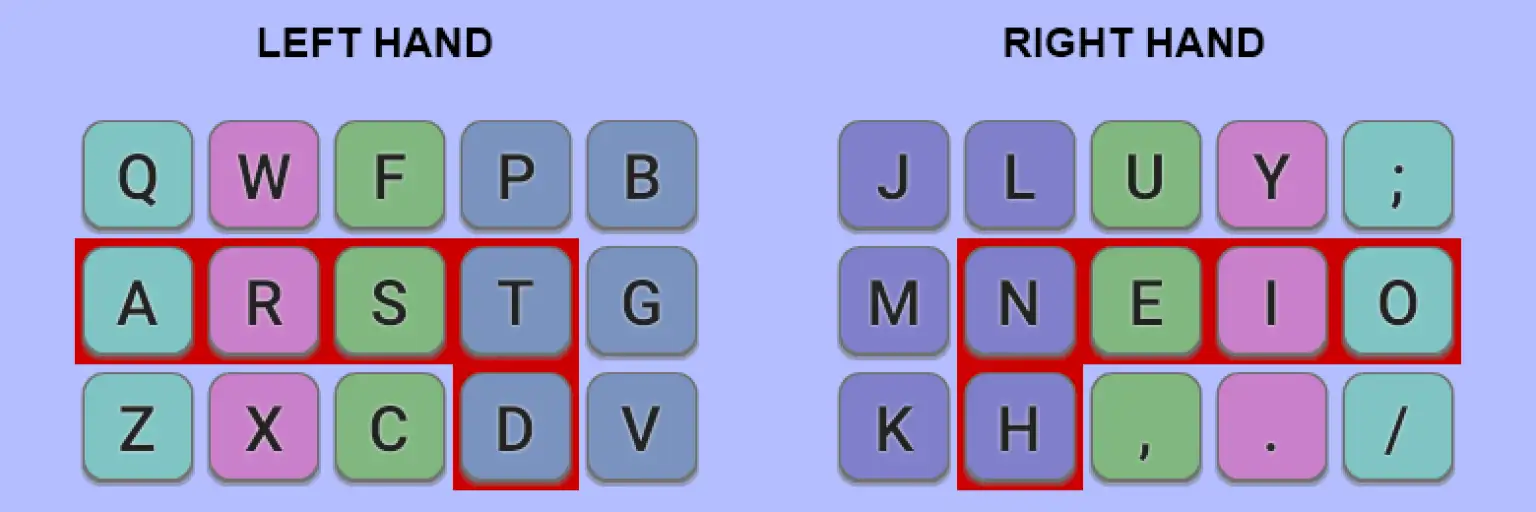 LEFT HAND RIGHT HAND
Q W F P B J L U Y ;
A R S T G M N E I O
Z X C D V K H , . /